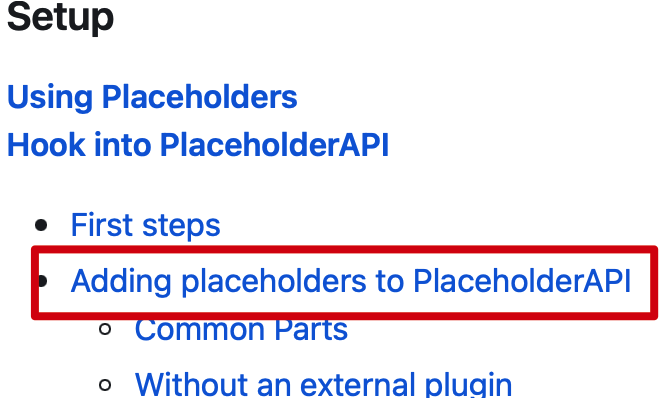 Setup
Using Placeholders
Hook into PlaceholderAPI
First steps
Adding placeholders to PlaceholderAPI
Common Parts
Without an external plugin